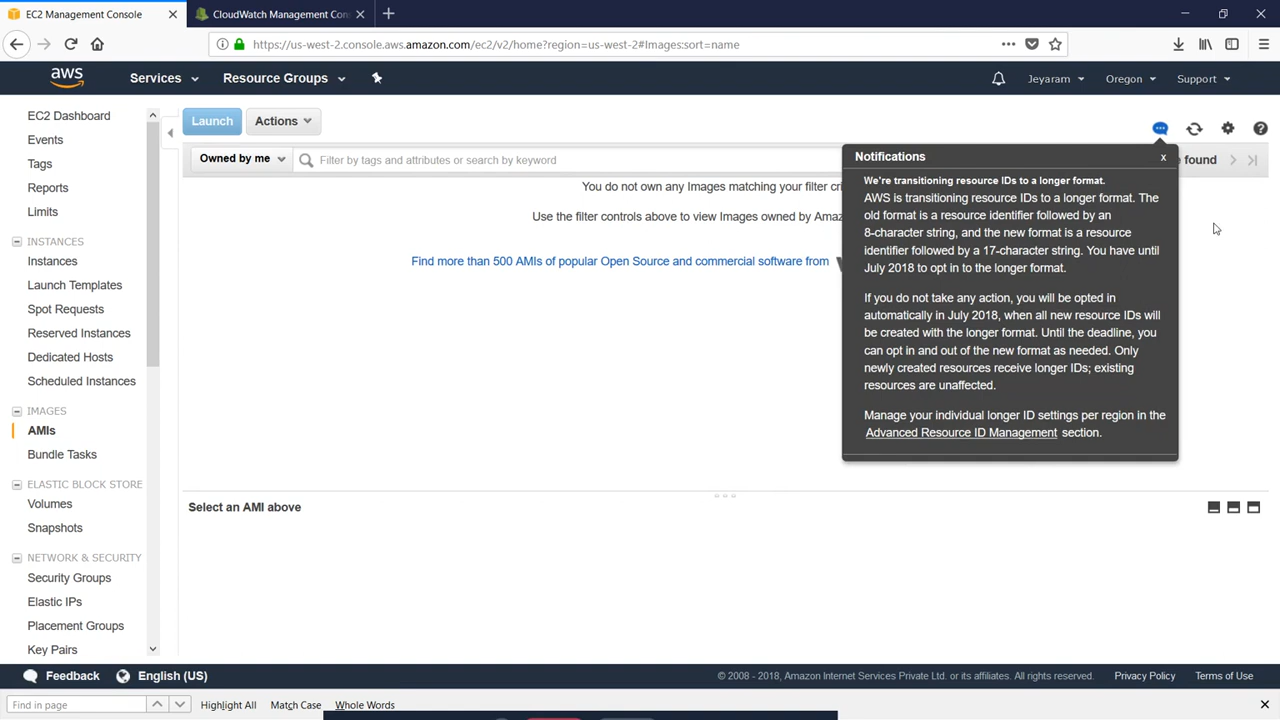 EC2 Management Console
CloudWatch Management Con
https://us-west-2.console.aws.amazon.com/ec2/v2/home?region=us-west-2#Images:sort=name
aws
Services
Resource Groups
Jeyaram
Oregon
Support
EC2 Dashboard
Events
Tags
Reports
Limits
INSTANCES
Instances
Launch Templates
Spot Requests
Reserved Instances
Dedicated Hosts
Scheduled Instances
IMAGES
AMIs
Bundle Tasks
ELASTIC BLOCK STORE
Volumes
Snapshots
NETWORK & SECURITY
Security Groups
Elastic IPs
Placement Groups
Key Pairs
Launch
Actions
Owned by me
Filter by tags and attributes or search by keyword
found
You do not own any Images matching your filter cri
Use the filter controls above to view Images owned by Amaz
Find more than 500 AMIs of popular Open Source and commercial software from
Notifications
x
We're transitioning resource IDs to a longer format.
AWS is transitioning resource IDs to a longer format. The
old format is a resource identifier followed by an
8-character string, and the new format is a resource
identifier followed by a 17-character string. You have until
July 2018 to opt in to the longer format.
If you do not take any action, you will be opted in
automatically in July 2018, when all new resource IDs will
be created with the longer format. Until the deadline, you
can opt in and out of the new format as needed. Only
newly created resources receive longer IDs; existing
resources are unaffected.
Manage your individual longer ID settings per region in the
Advanced Resource ID Management section.
Select an AMI above
Feedback
English (US)
© 2008 - 2018, Amazon Internet Services Private Ltd. or its affiliates. All rights reserved.
Privacy Policy
Terms of Use
Find in page
Highlight All
Match Case
Whole Words